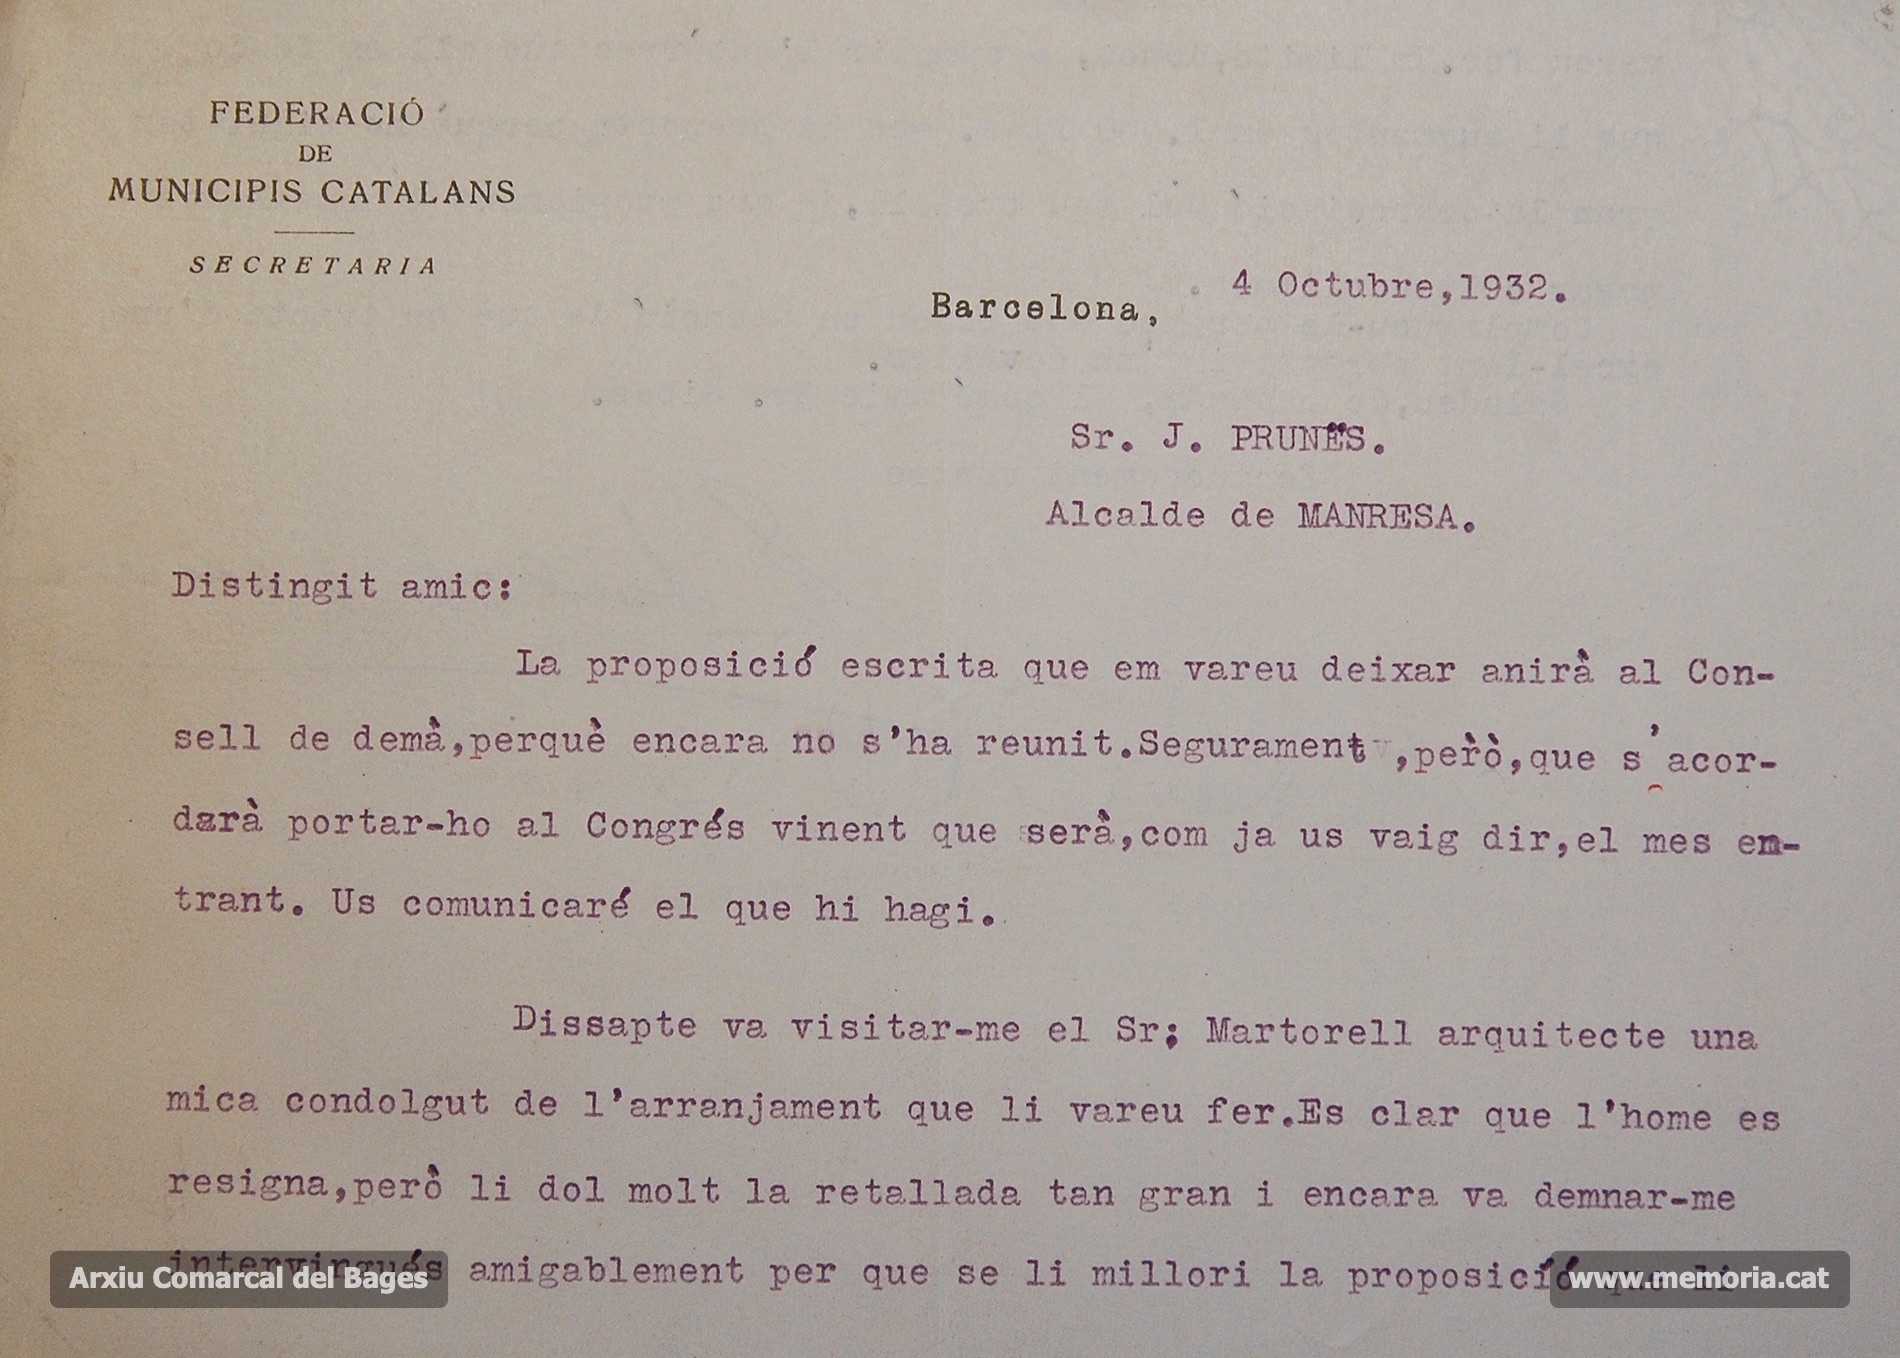 FEDERACIÓ
DE
MUNICIPIS CATALANS
SECRETARIA
Barcelona, 4 Octubre,1932.
Sr. J. PRUNÉS.
Alcalde de MANRESA.
Distingit amic:
La proposició escrita que em vareu deixar anirà al Con-
sell de demà,perquè encara no s'ha reunit.Segurament ,però,que s'acor-
darà portar-ho al Congrés vinent que serà,com ja us vaig dir,el mes en-
trant. Us comunicaré el que hi hagi.
Dissapte va visitar-me el Sr; Martorell arquitecte una
mica condolgut de l'arranjament que li vareu fer.Es clar que l'home es
resigna,però li dol molt la retallada tan gran i encara va demnar-me
intervingués amigablement per que se li millori la proposició que li
Arxiu Comarcal del Bages
www.memoria.cat